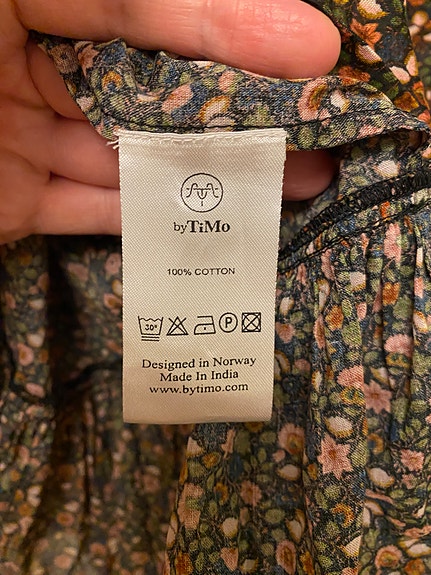 byTiMo
100% COTTON
30°
P
Designed in Norway
Made In India
www.bytimo.com